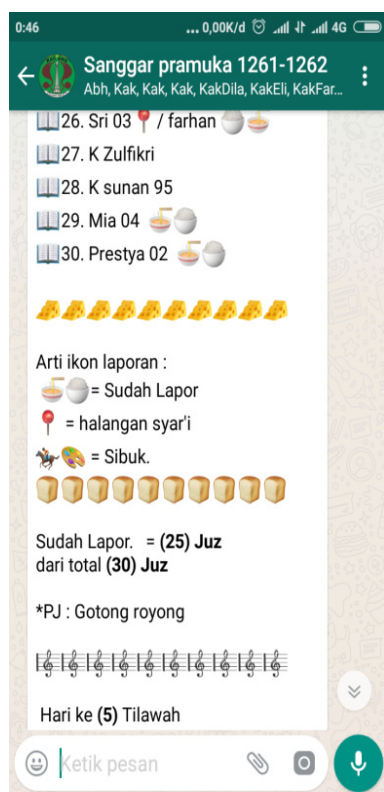 0:46 ... 0,00K/d 4G
Sanggar pramuka 1261-1262
Abh, Kak, Kak, Kak, KakDila, KakEli, KakFar...
📖26. Sri 03📍 / farhan 🍚🍜
📖27. K Zulfikri
📖28. K sunan 95
📖29. Mia 04 🍜🍚
📖30. Prestya 02 🍜🍚
🧀🧀🧀🧀🧀🧀🧀🧀🧀🧀
Arti ikon laporan :
🍜🍚= Sudah Lapor
📍 = halangan syar'i
🏇🎨 = Sibuk.
🍞🍞🍞🍞🍞🍞🍞🍞🍞🍞
Sudah Lapor. = (25) Juz
dari total (30) Juz
*PJ : Gotong royong
🎼🎼🎼🎼🎼🎼🎼🎼🎼🎼
Hari ke (5) Tilawah
Ketik pesan